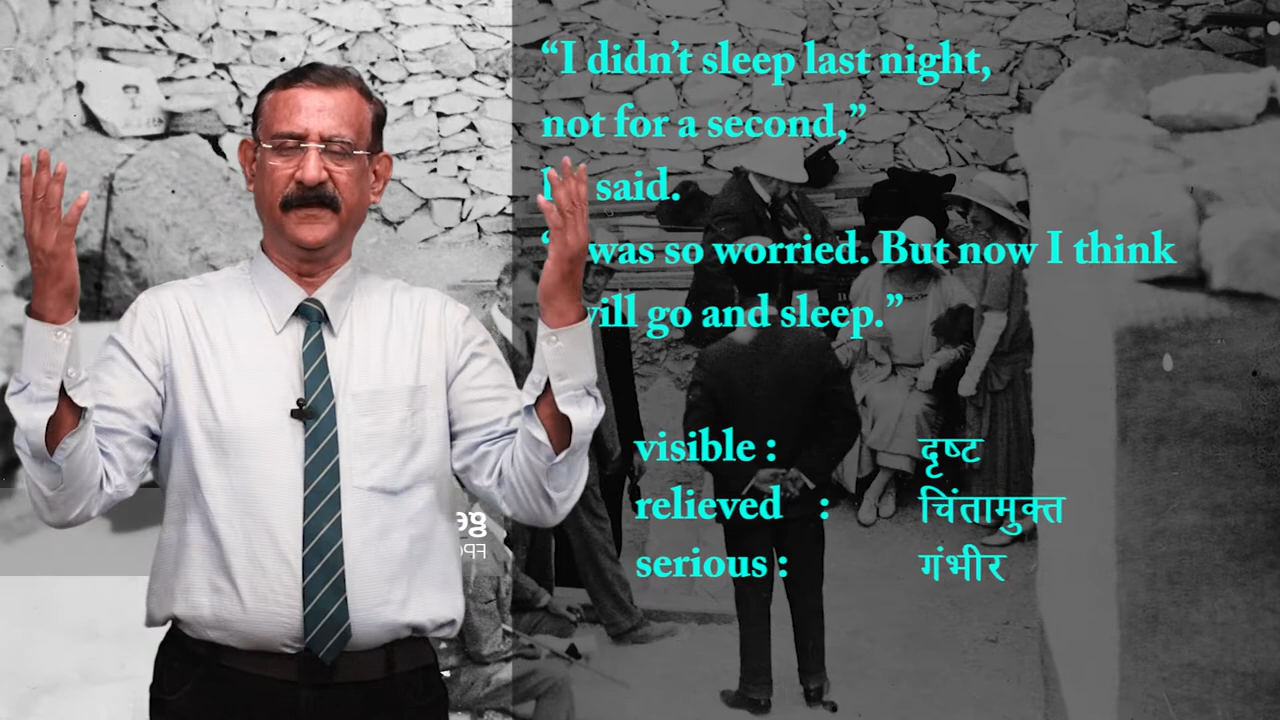 “I didn’t sleep last night,
not for a second,”
said.
was so worried. But now I think
will go and sleep.”
visible : दृष्ट
relieved : चिंतामुक्त
serious : गंभीर